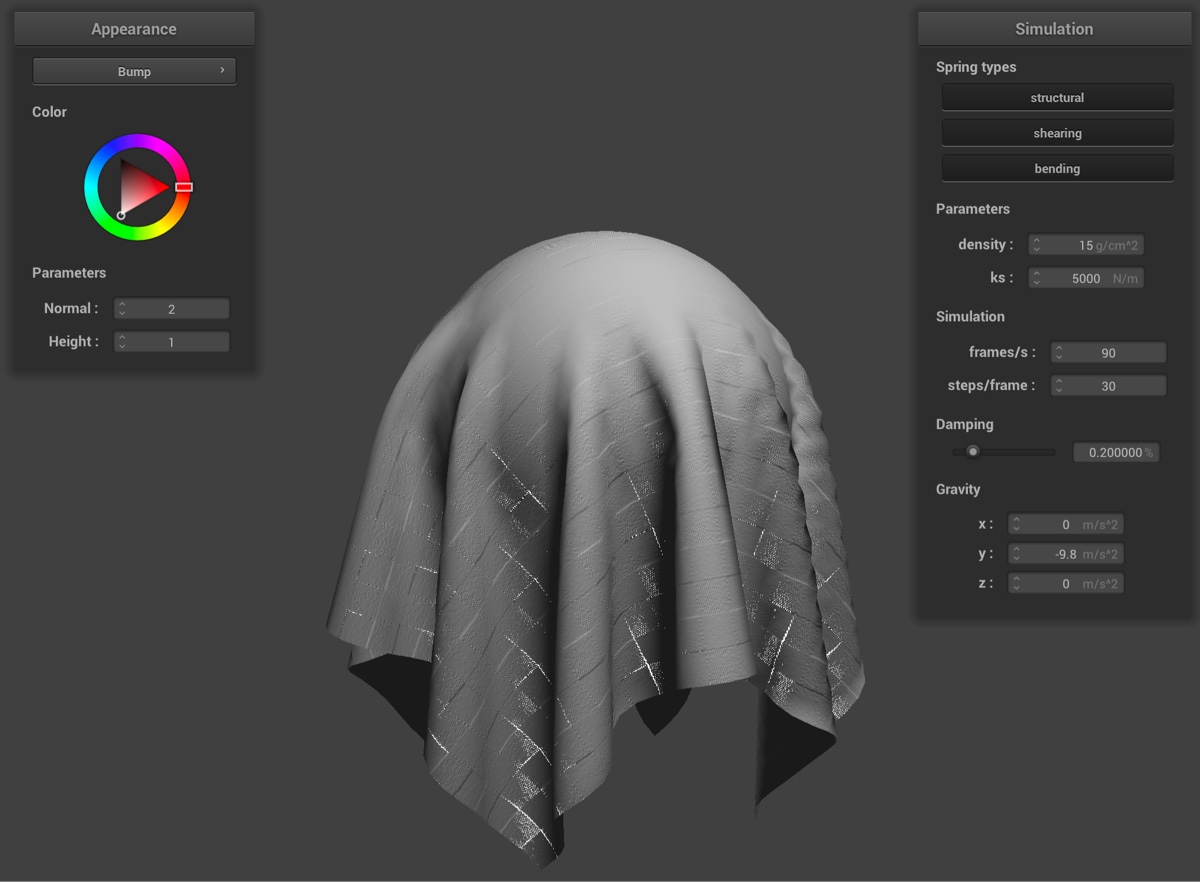 Appearance
Bump
Color
Parameters
Normal : 2
Height : 1
Simulation
Spring types
structural
shearing
bending
Parameters
density : 15 g/cm^2
ks : 5000 N/m
Simulation
frames/s : 90
steps/frame : 30
Damping
0.200000 %
Gravity
x : 0 m/s^2
y : -9.8 m/s^2
z : 0 m/s^2